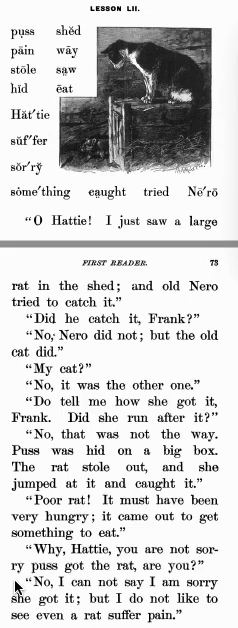 LESSON LII.
pụss shĕd
pāin wāy
stōle sa̤w
hĭd ēat
Hăt'tĭe
sŭf'fer
sŏr'rў
sȯme'thing ca̤ught tried Nē'rō
“O Hattie! I just saw a large
FIRST READER. 73
rat in the shed; and old Nero
tried to catch it.”
“Did he catch it, Frank?”
“No, Nero did not; but the old
cat did.”
“My cat?”
“No, it was the other one.”
“Do tell me how she got it,
Frank. Did she run after it?”
“No, that was not the way.
Puss was hid on a big box.
The rat stole out, and she
jumped at it and caught it.”
“Poor rat! It must have been
very hungry; it came out to get
something to eat.”
“Why, Hattie, you are not sor-
ry puss got the rat, are you?”
“No, I can not say I am sorry
she got it; but I do not like to
see even a rat suffer pain.”